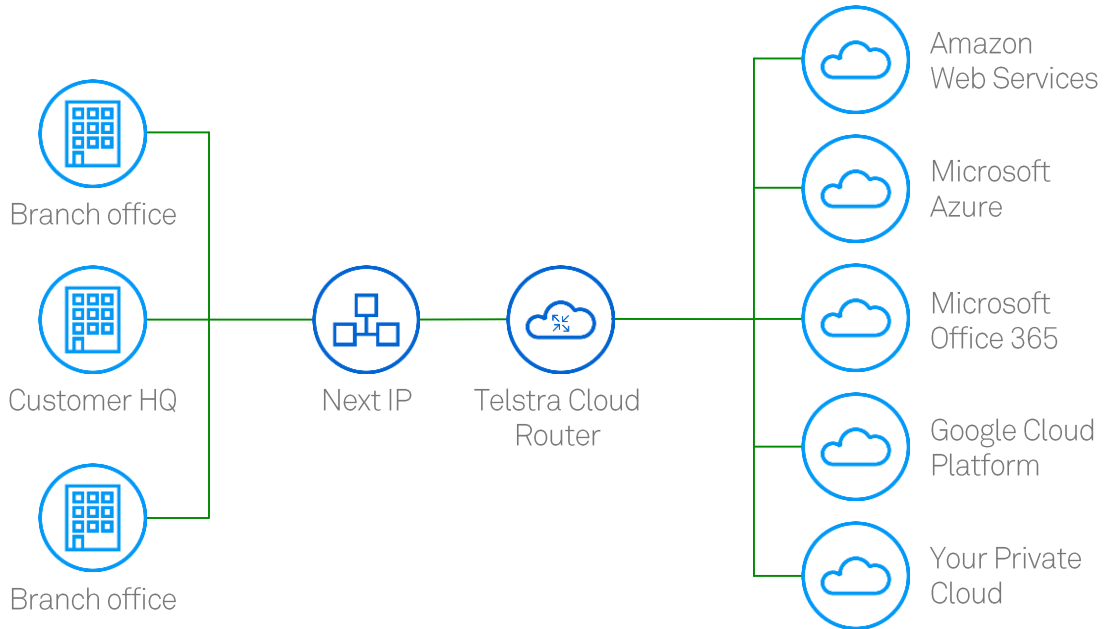 Branch office
Customer HQ
Branch office
Next IP
Telstra Cloud
Router
Amazon
Web Services
Microsoft
Azure
Microsoft
Office 365
Google Cloud
Platform
Your Private
Cloud